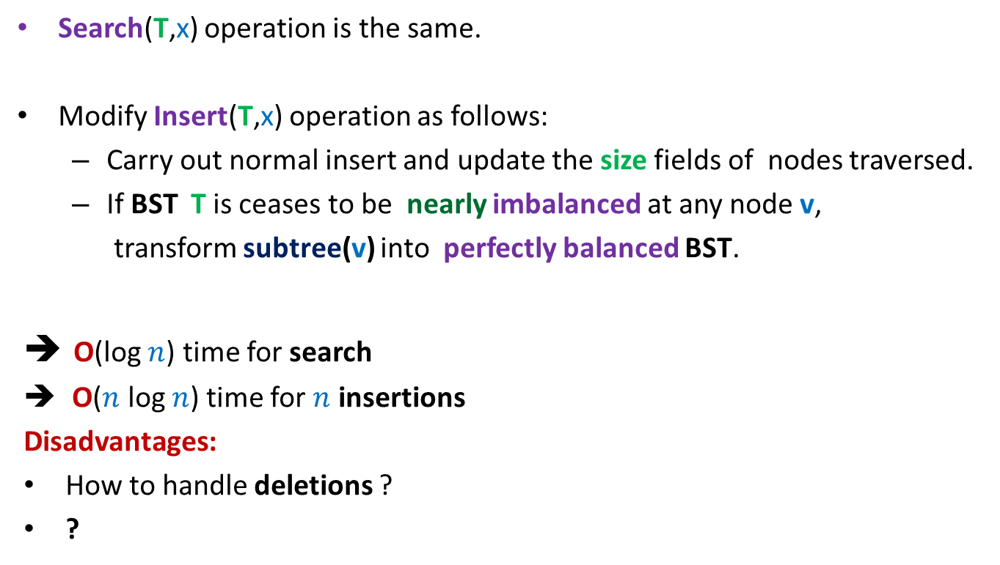 • Search(T,x) operation is the same.
• Modify Insert(T,x) operation as follows:
– Carry out normal insert and update the size fields of nodes traversed.
– If BST T is ceases to be nearly imbalanced at any node v,
transform subtree(v) into perfectly balanced BST.
➔ O(log n) time for search
➔ O(n log n) time for n insertions
Disadvantages:
• How to handle deletions ?
• ?